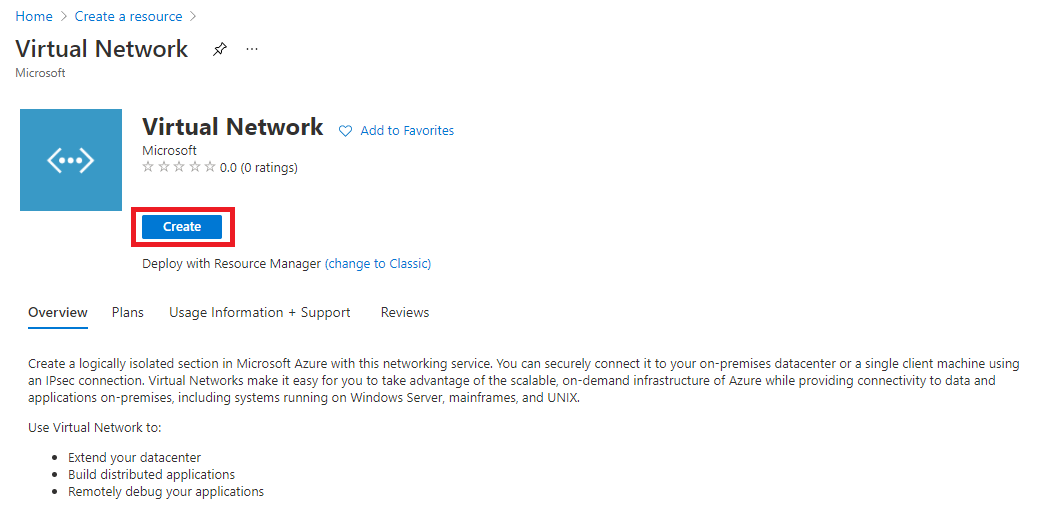 Home > Create a resource >
Virtual Network ...
Microsoft
Virtual Network Add to Favorites
Microsoft
0.0 (0 ratings)
Create
Deploy with Resource Manager (change to Classic)
Overview Plans Usage Information + Support Reviews
Create a logically isolated section in Microsoft Azure with this networking service. You can securely connect it to your on-premises datacenter or a single client machine using
an IPsec connection. Virtual Networks make it easy for you to take advantage of the scalable, on-demand infrastructure of Azure while providing connectivity to data and
applications on-premises, including systems running on Windows Server, mainframes, and UNIX.
Use Virtual Network to:
• Extend your datacenter
• Build distributed applications
• Remotely debug your applications